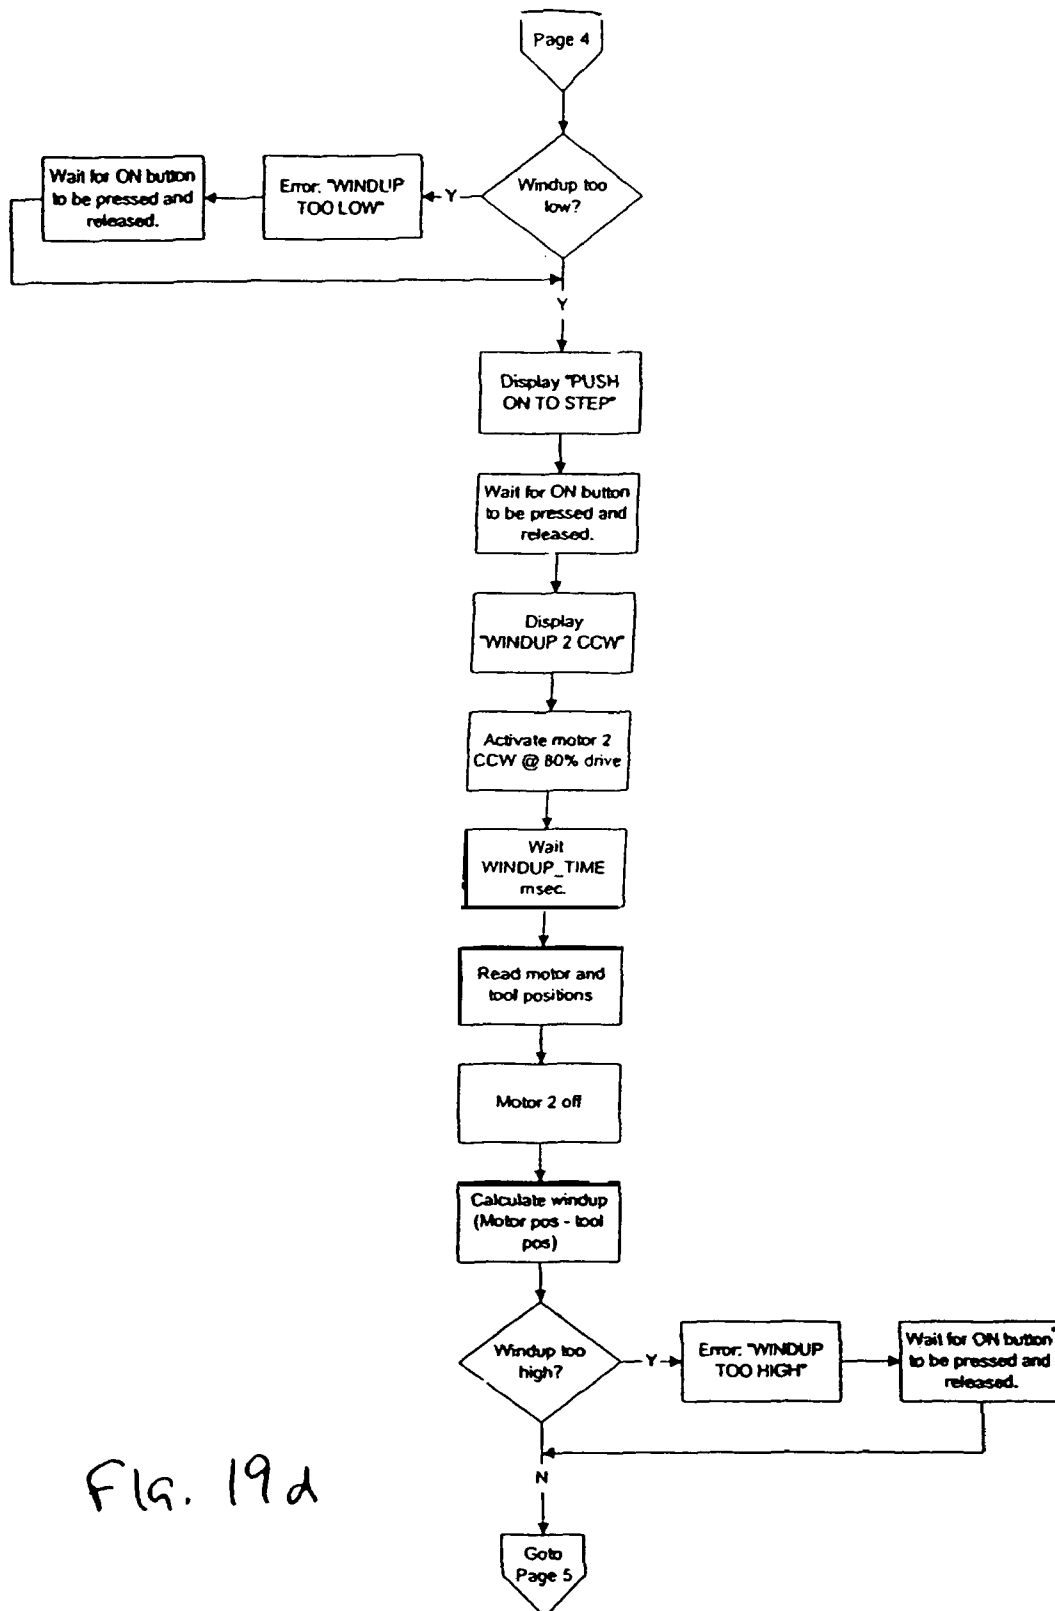 Page 4
Windup too
low?
Y
Error: "WINDUP
TOO LOW"
Wait for ON button
to be pressed and
released.
Y
Display "PUSH
ON TO STEP"
Wait for ON button
to be pressed and
released.
Display
"WINDUP 2 CCW"
Activate motor 2
CCW @ 80% drive
Wait
WINDUP_TIME
msec.
Read motor and
tool positions
Motor 2 off
Calculate windup
(Motor pos - tool
pos)
Windup too
high?
Y
Error: "WINDUP
TOO HIGH"
Wait for ON button
to be pressed and
released.
N
Goto
Page 5
FIG. 19d